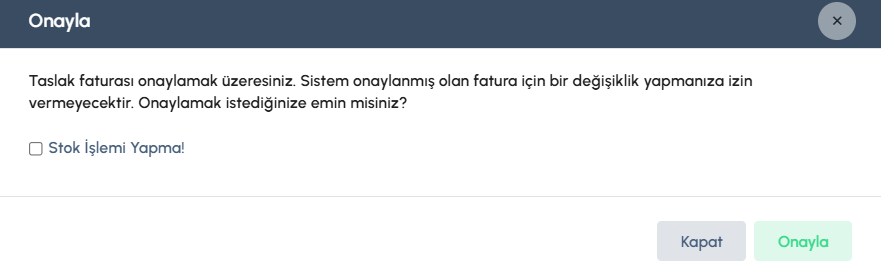 Onayla
×
Taslak faturası onaylamak üzeresiniz. Sistem onaylanmış olan fatura için bir değişiklik yapmanıza izin
vermeyecektir. Onaylamak istediğinize emin misiniz?
Stok İşlemi Yapma!
Kapat
Onayla